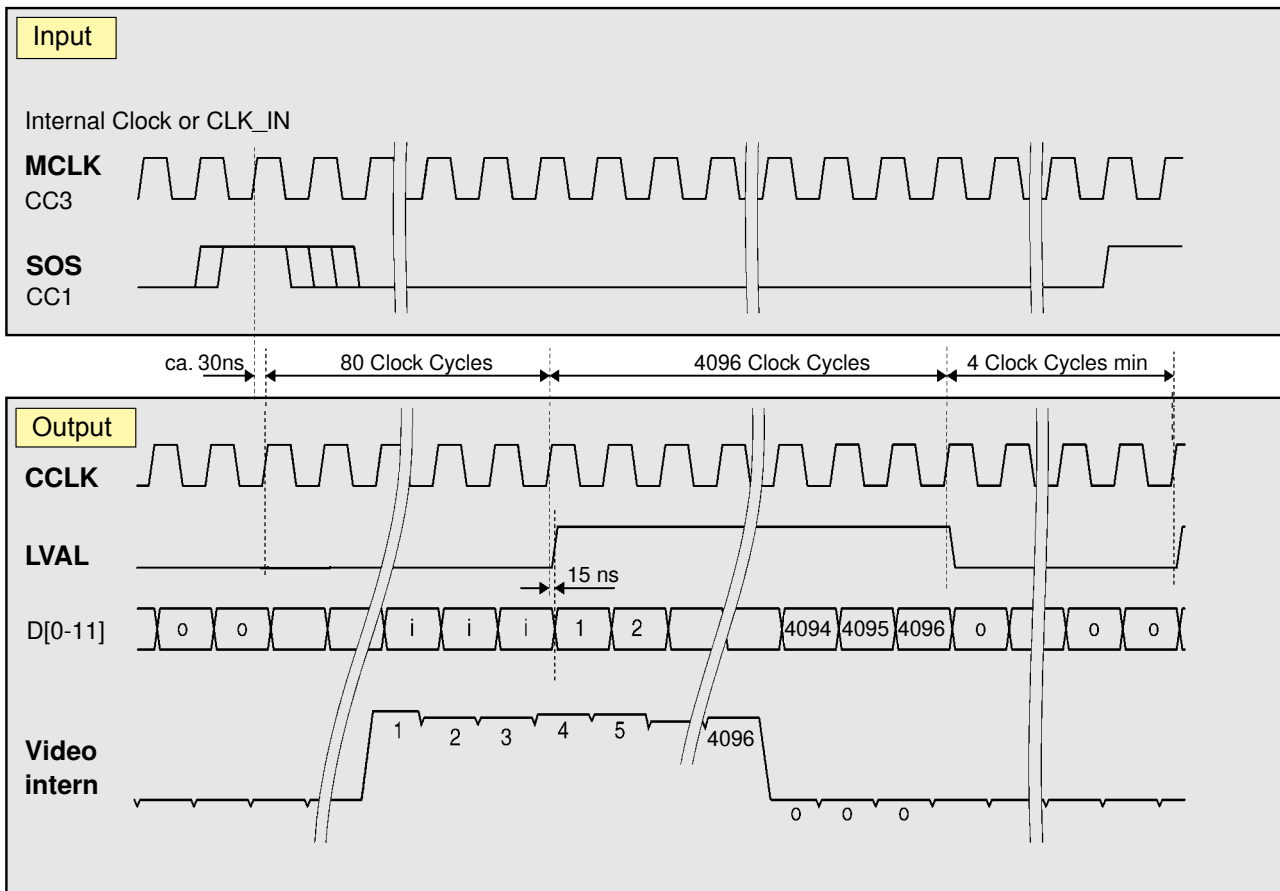 Input
Internal Clock or CLK_IN
MCLK
CC3
SOS
CC1
ca. 30ns
80 Clock Cycles
4096 Clock Cycles
4 Clock Cycles min
Output
CCLK
LVAL
15 ns
D[0-11]
o o i i i 1 2 4094 4095 4096 o o o
Video
intern
1 2 3 4 5 4096
o o o